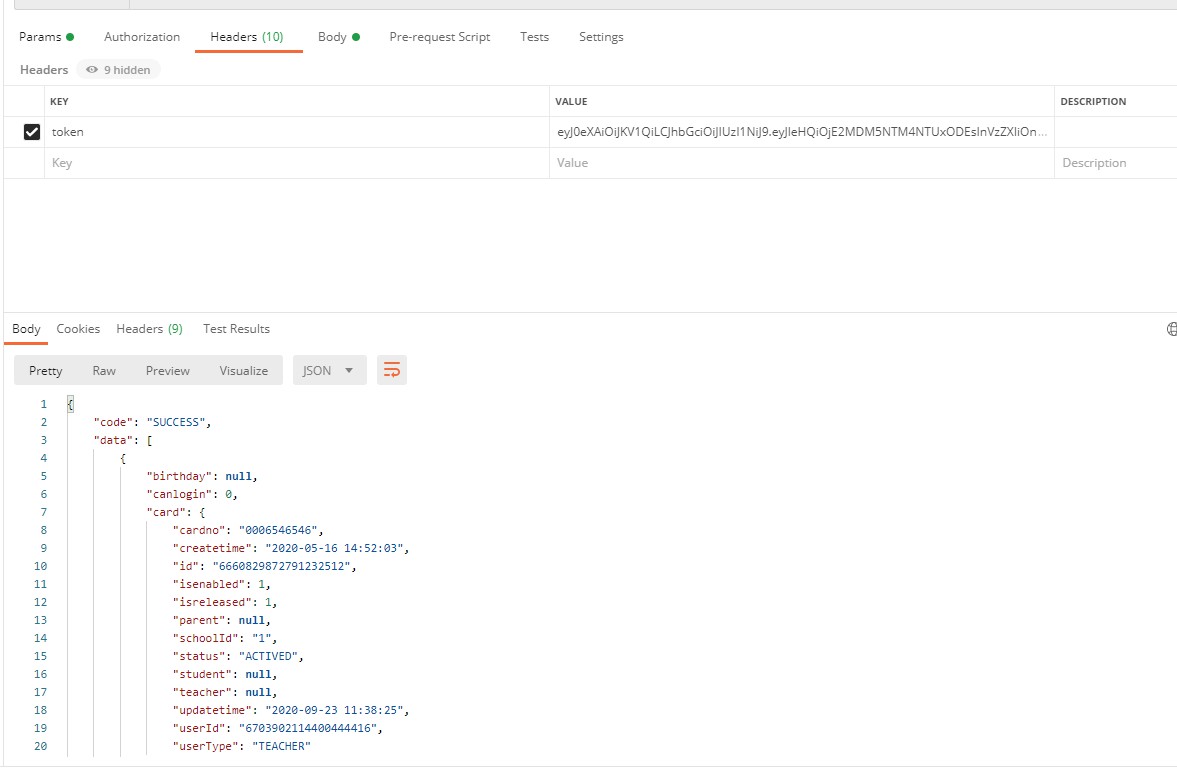 Params Authorization Headers (10) Body Pre-request Script Tests Settings
Headers 9 hidden
KEY VALUE DESCRIPTION
token eyJ0eXAiOiJKV1QiLCJhbGciOiJIUzI1NiJ9.eyJleHQiOjE2MDM5NTM4NTUxODEsInVzZXIiOn...
Key Value Description
Body Cookies Headers (9) Test Results
Pretty Raw Preview Visualize JSON
1 {
2 "code": "SUCCESS",
3 "data": [
4 {
5 "birthday": null,
6 "canlogin": 0,
7 "card": {
8 "cardno": "0006546546",
9 "createtime": "2020-05-16 14:52:03",
10 "id": "6660829872791232512",
11 "isenabled": 1,
12 "isreleased": 1,
13 "parent": null,
14 "schoolId": "1",
15 "status": "ACTIVED",
16 "student": null,
17 "teacher": null,
18 "updatetime": "2020-09-23 11:38:25",
19 "userId": "6703902114400444416",
20 "userType": "TEACHER"